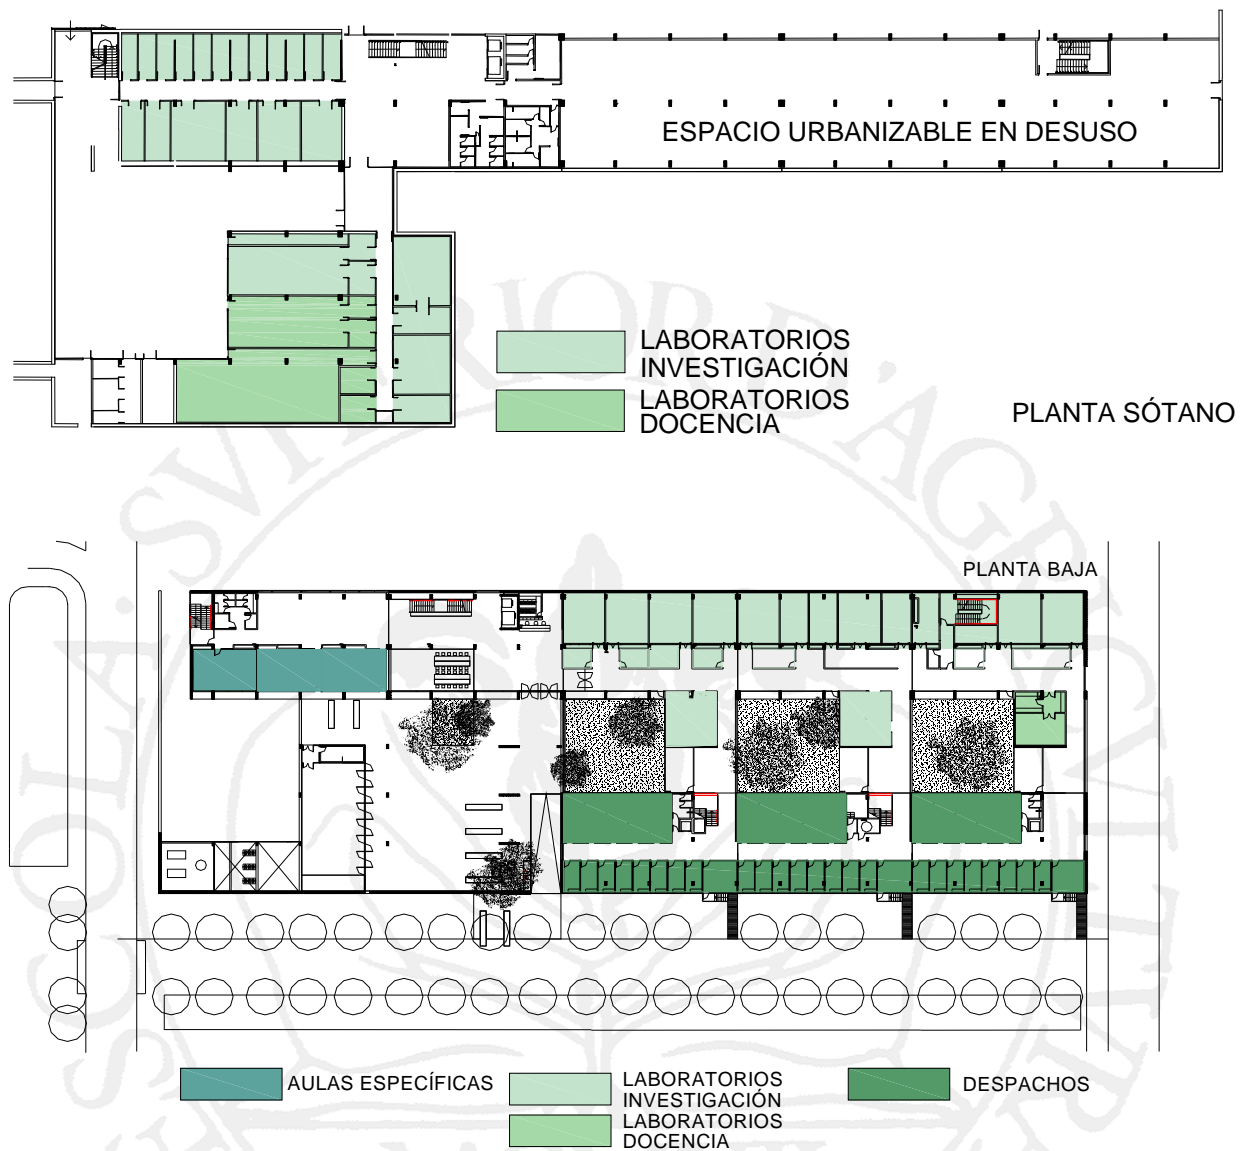 ESPACIO URBANIZABLE EN DESUSO
LABORATORIOS
INVESTIGACIÓN
LABORATORIOS
DOCENCIA
PLANTA SÓTANO
PLANTA BAJA
AULAS ESPECÍFICAS
LABORATORIOS
INVESTIGACIÓN
LABORATORIOS
DOCENCIA
DESPACHOS